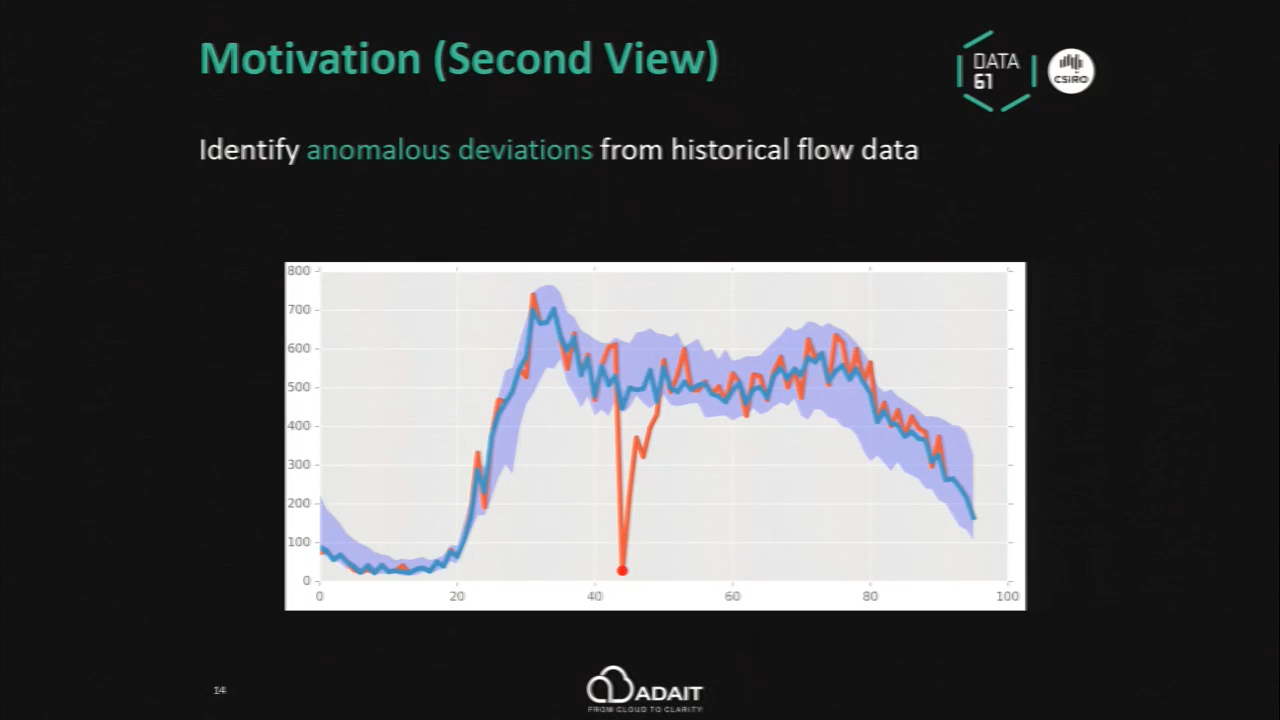 Motivation (Second View)
DATA
61
CSIRO
Identify anomalous deviations from historical flow data
800
700
600
500
400
300
200
100
0
0 20 40 60 80 100
14
ADAIT
FROM CLOUD TO CLARITY